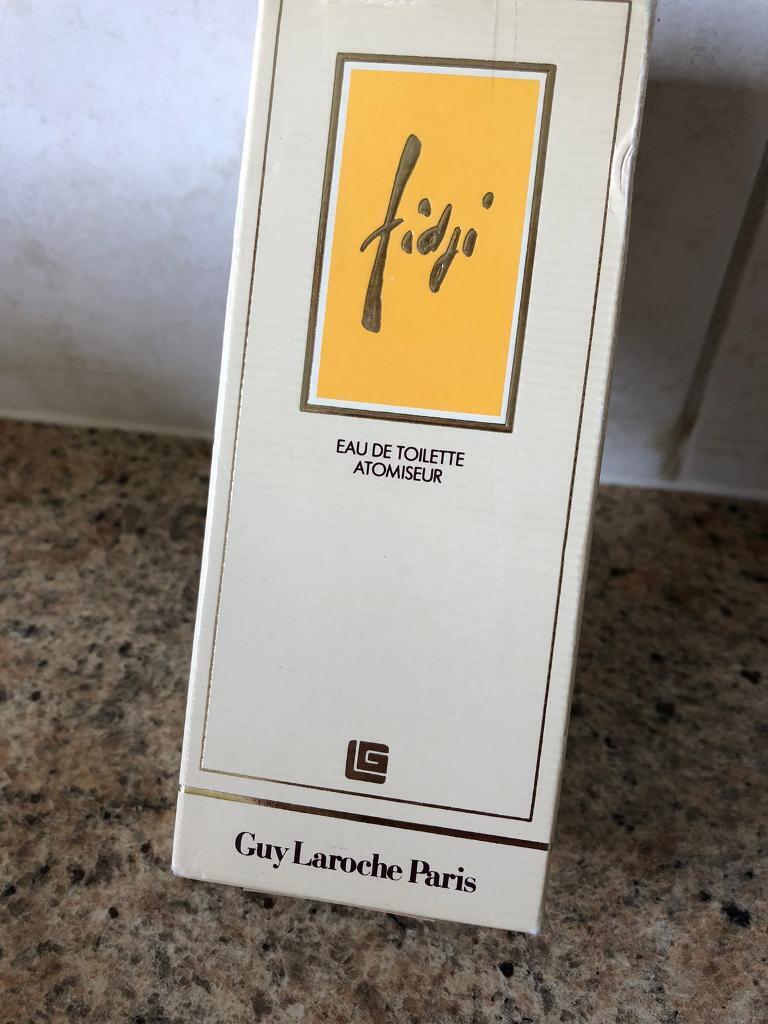 fidji
EAU DE TOILETTE
ATOMISEUR
LG
Guy Laroche Paris